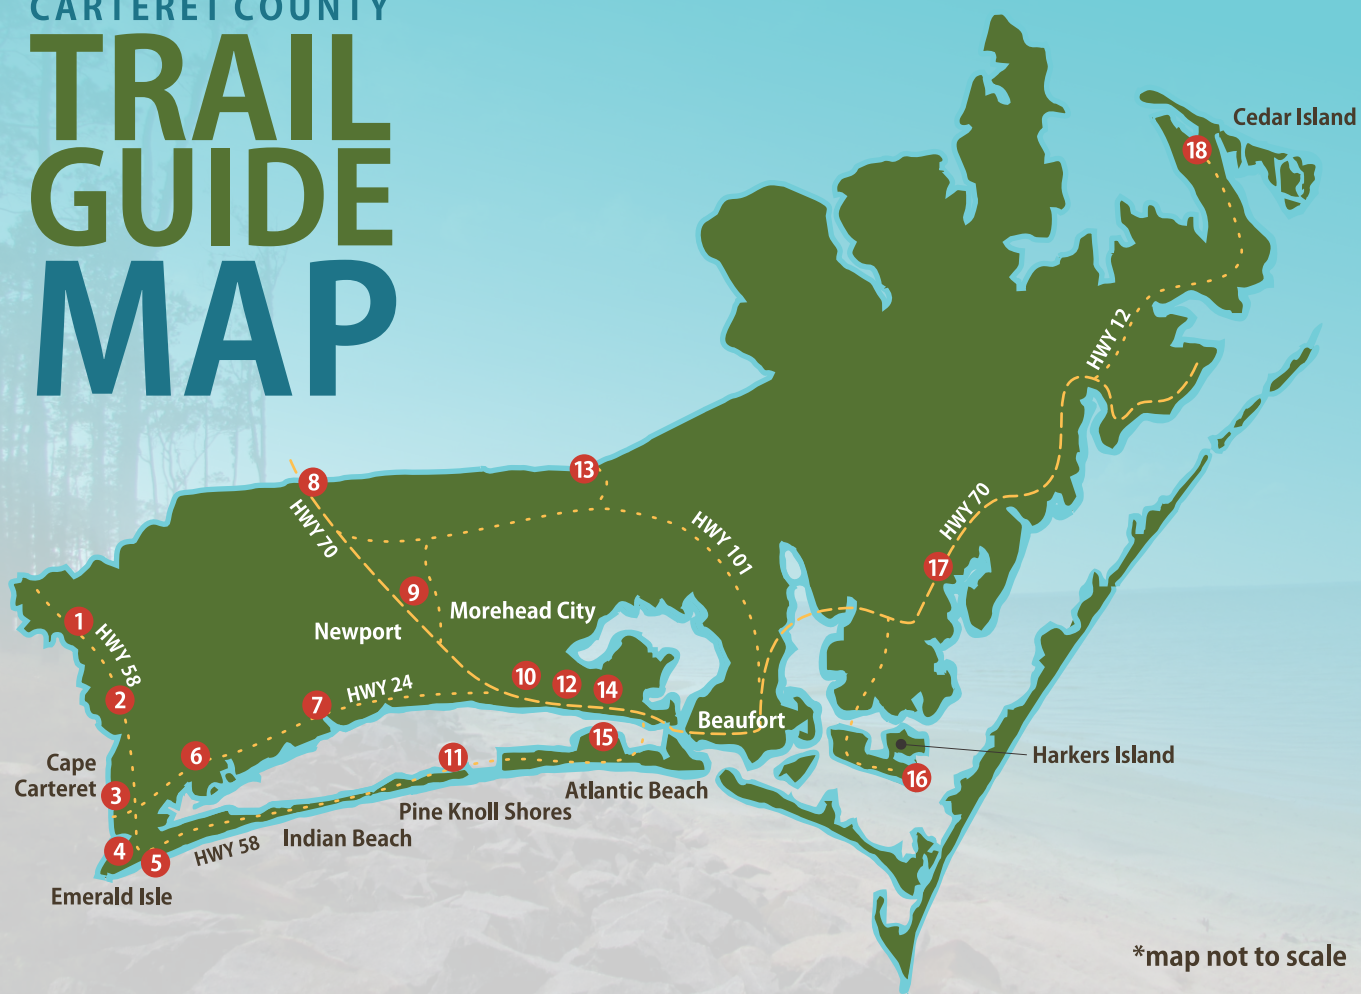 CARTERET COUNTY
TRAIL
GUIDE
MAP
Cedar Island
18
HWY 12
13
8
HWY 70
HWY 70
HWY 101
17
9
Morehead City
1
Newport
HWY 58
10
12
14
2
HWY 24
7
Beaufort
15
6
11
Harkers Island
Cape
Carteret
16
3
Atlantic Beach
Pine Knoll Shores
Indian Beach
HWY 58
4
5
Emerald Isle
*map not to scale